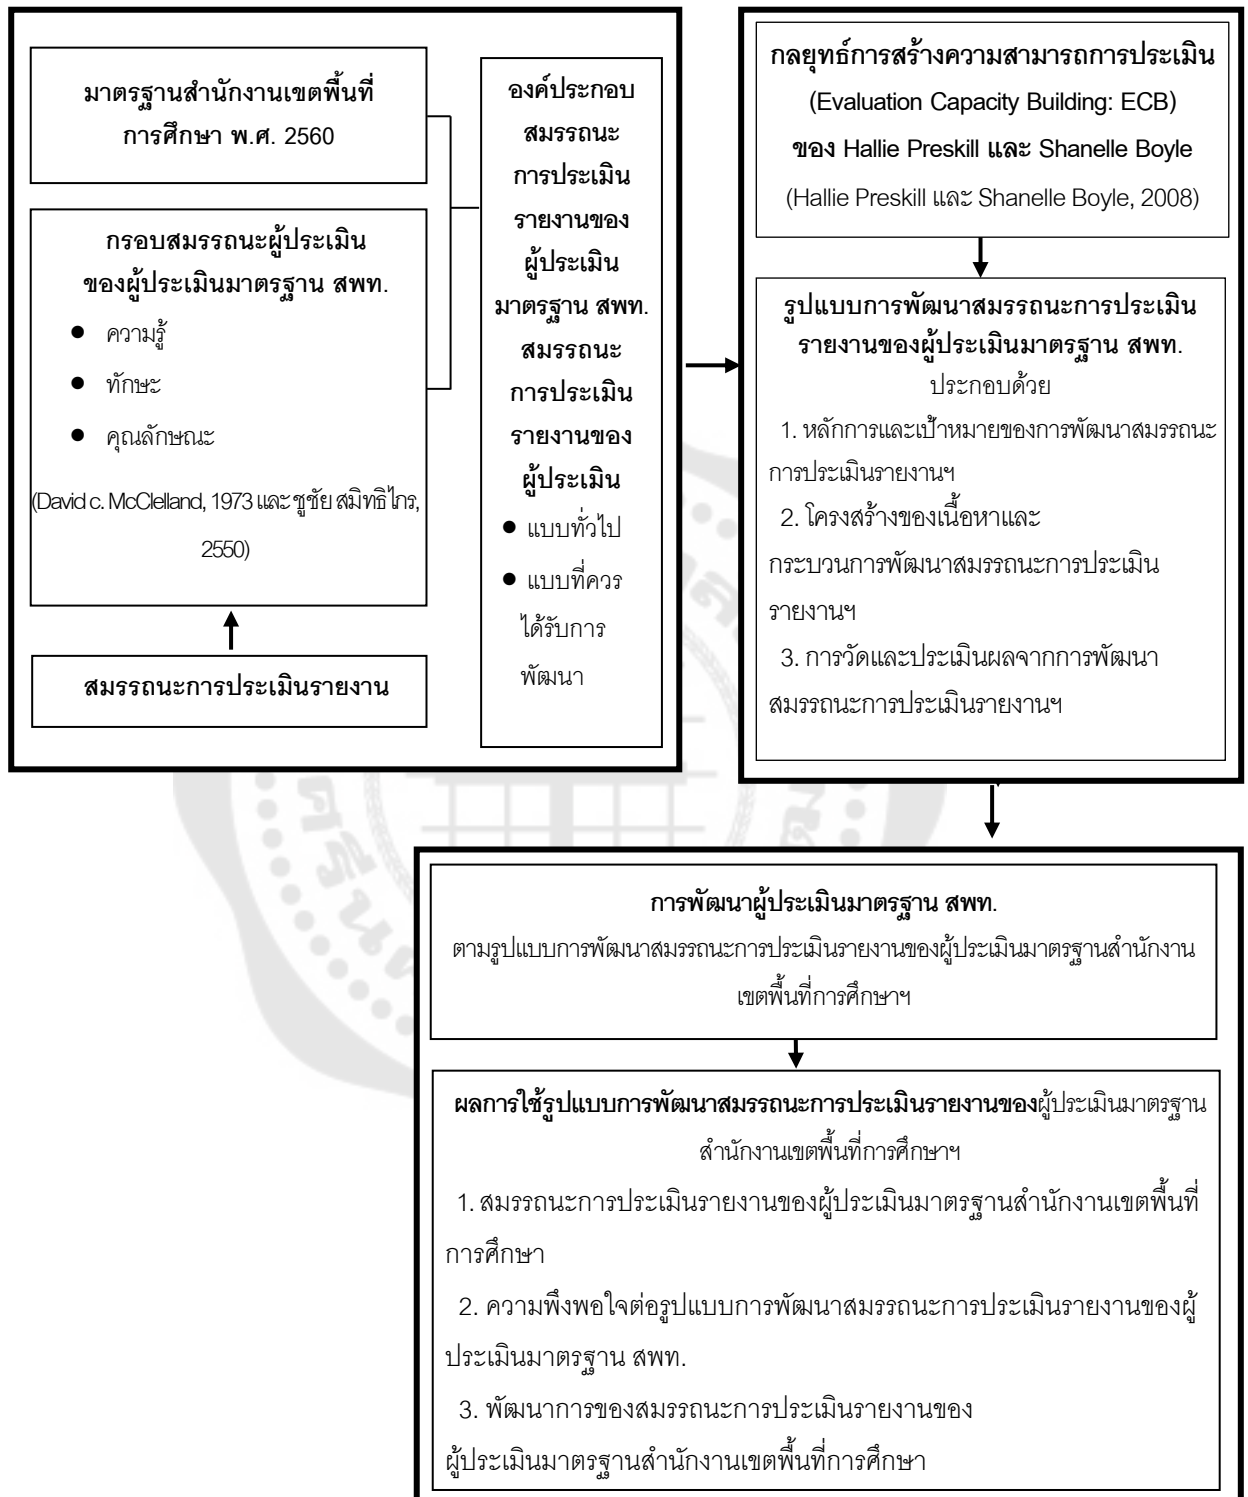 มาตรฐานสำนักงานเขตพื้นที่
การศึกษา พ.ศ. 2560
กรอบสมรรถนะผู้ประเมิน
ของผู้ประเมินมาตรฐาน สพท.
● ความรู้
● ทักษะ
● คุณลักษณะ
(David c. McClelland, 1973 และ ชูชัย สมิทธิไกร,
2550)
สมรรถนะการประเมินรายงาน
องค์ประกอบ
สมรรถนะ
การประเมิน
รายงานของ
ผู้ประเมิน
มาตรฐาน สพท.
สมรรถนะ
การประเมิน
รายงานของ
ผู้ประเมิน
● แบบทั่วไป
● แบบที่ควร
ได้รับการ
พัฒนา
กลยุทธ์การสร้างความสามารถการประเมิน
(Evaluation Capacity Building: ECB)
ของ Hallie Preskill และ Shanelle Boyle
(Hallie Preskill และ Shanelle Boyle, 2008)
รูปแบบการพัฒนาสมรรถนะการประเมิน
รายงานของผู้ประเมินมาตรฐาน สพท.
ประกอบด้วย
1. หลักการและเป้าหมายของการพัฒนาสมรรถนะ
การประเมินรายงานฯ
2. โครงสร้างของเนื้อหาและ
กระบวนการพัฒนาสมรรถนะการประเมิน
รายงานฯ
3. การวัดและประเมินผลจากการพัฒนา
สมรรถนะการประเมินรายงานฯ
การพัฒนาผู้ประเมินมาตรฐาน สพท.
ตามรูปแบบการพัฒนาสมรรถนะการประเมินรายงานของผู้ประเมินมาตรฐานสำนักงาน
เขตพื้นที่การศึกษาฯ
ผลการใช้รูปแบบการพัฒนาสมรรถนะการประเมินรายงานของผู้ประเมินมาตรฐาน
สำนักงานเขตพื้นที่การศึกษาฯ
1. สมรรถนะการประเมินรายงานของผู้ประเมินมาตรฐานสำนักงานเขตพื้นที่
การศึกษา
2. ความพึงพอใจต่อรูปแบบการพัฒนาสมรรถนะการประเมินรายงานของผู้
ประเมินมาตรฐาน สพท.
3. พัฒนาการของสมรรถนะการประเมินรายงานของ
ผู้ประเมินมาตรฐานสำนักงานเขตพื้นที่การศึกษา